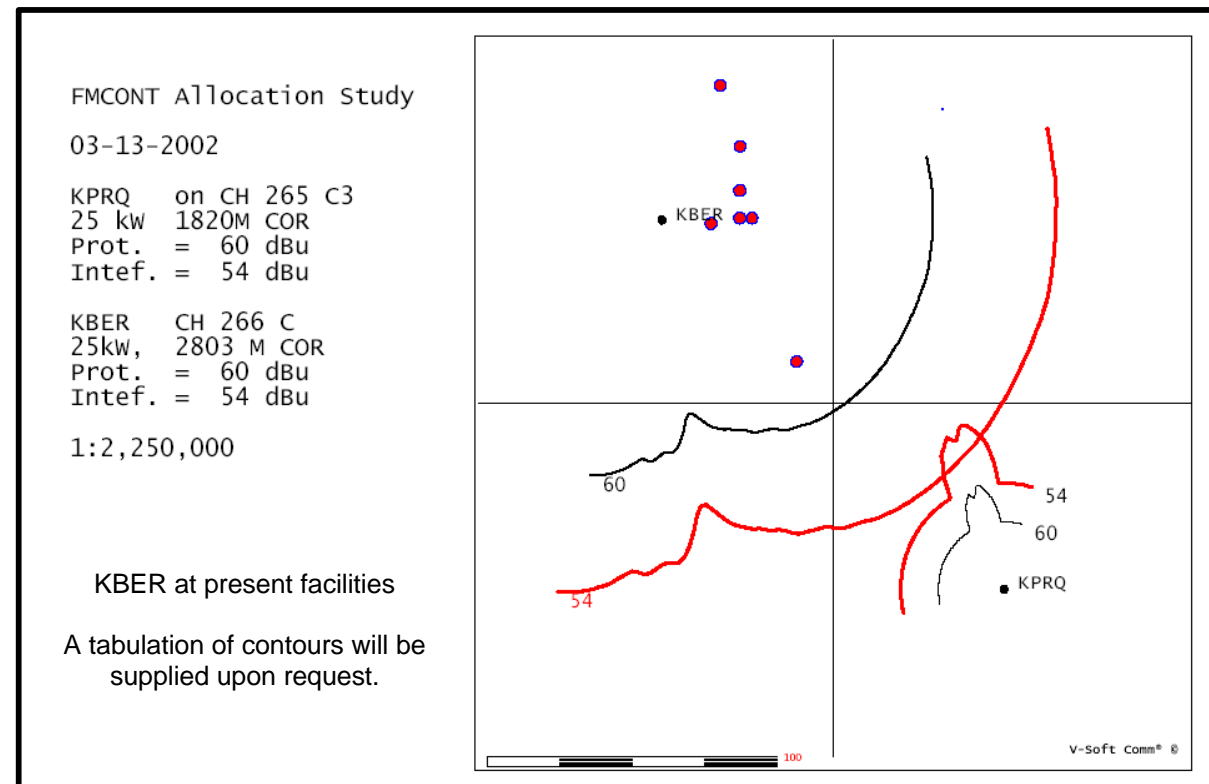 FMCONT Allocation Study
03-13-2002
KPRQ on CH 265 C3
25 kW 1820M COR
Prot. = 60 dBu
Intef. = 54 dBu
KBER CH 266 C
25kW, 2803 M COR
Prot. = 60 dBu
Intef. = 54 dBu
1:2,250,000
KBER at present facilities
A tabulation of contours will be
supplied upon request.
KBER
60
54
54
60
KPRQ
100
V-Soft Comm® ©